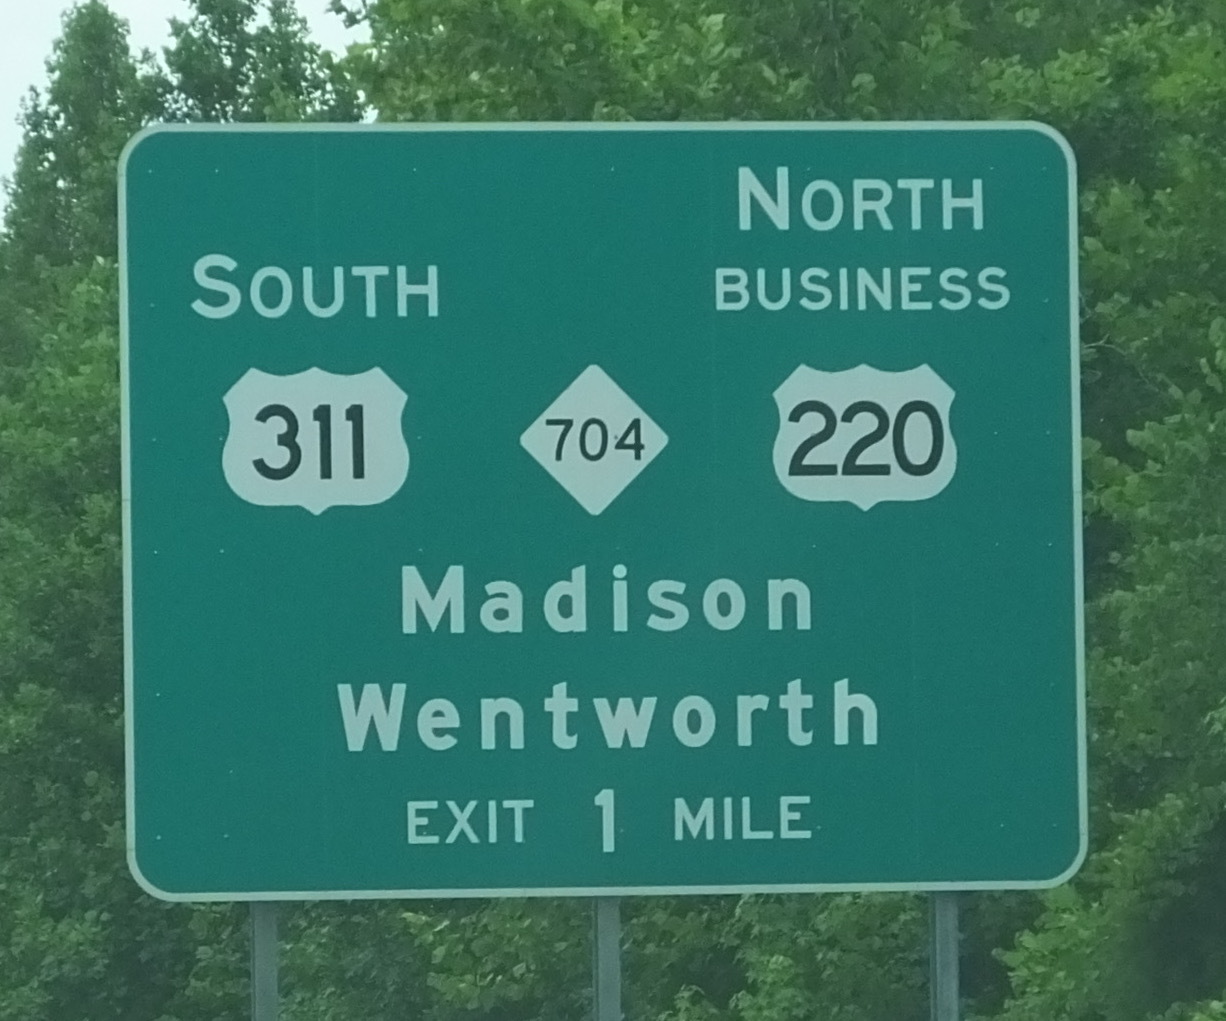 NORTH
SOUTH BUSINESS
311 704 220
Madison
Wentworth
EXIT 1 MILE